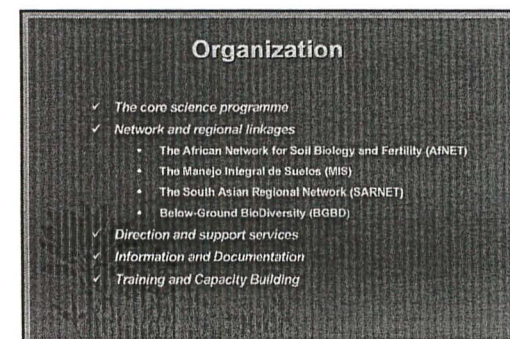 Organization
✓ The core science programme
✓ Network and regional linkages
• The African Network for Soil Biology and Fertility (AfNET)
• The Manejo Integral de Suelos (MIS)
• The South Asian Regional Network (SARNET)
• Below-Ground BioDiversity (BGBD)
✓ Direction and support services
✓ Information and Documentation
✓ Training and Capacity Building